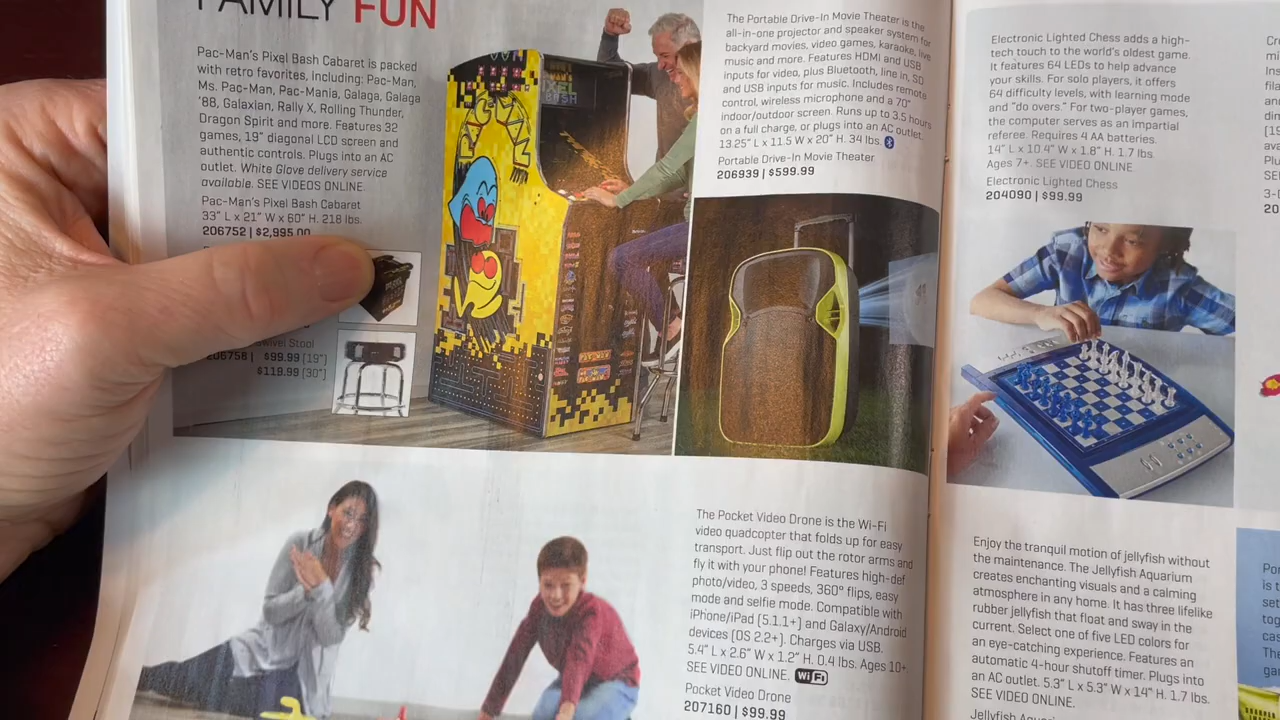 FAMILY FUN
Pac-Man's Pixel Bash Cabaret is packed
with retro favorites, including: Pac-Man,
Ms. Pac-Man, Pac-Mania, Galaga, Galaga
'88, Galaxian, Rally X, Rolling Thunder,
Dragon Spirit and more. Features 32
games, 19" diagonal LCD screen and
authentic controls. Plugs into an AC
outlet. White Glove delivery service
available. SEE VIDEOS ONLINE.
Pac-Man's Pixel Bash Cabaret
33" L x 21" W x 60" H. 218 lbs.
206752 | $2,995.00
Swivel Stool
206758 | $99.99 (19")
$119.99 (30")
PAC-MAN
PIXEL
BASH
PAC-MAN
The Portable Drive-In Movie Theater is the
all-in-one projector and speaker system for
backyard movies, video games, karaoke, live
music and more. Features HDMI and USB
inputs for video, plus Bluetooth, line in, SD
and USB inputs for music. Includes remote
control, wireless microphone and a 70"
indoor/outdoor screen. Runs up to 3.5 hours
on a full charge, or plugs into an AC outlet.
13.25" L x 11.5 W x 20" H. 34 lbs.
Portable Drive-In Movie Theater
206939 | $599.99
The Pocket Video Drone is the Wi-Fi
video quadcopter that folds up for easy
transport. Just flip out the rotor arms and
fly it with your phone! Features high-def
photo/video, 3 speeds, 360° flips, easy
mode and selfie mode. Compatible with
iPhone/iPad (5.1.1+) and Galaxy/Android
devices (OS 2.2+). Charges via USB.
5.4" L x 2.6" W x 1.2" H. 0.4 lbs. Ages 10+.
SEE VIDEO ONLINE. Wi Fi
Pocket Video Drone
207160 | $99.99
Electronic Lighted Chess adds a high-
tech touch to the world's oldest game.
It features 64 LEDs to help advance
your skills. For solo players, it offers
64 difficulty levels, with learning mode
and "do overs." For two-player games,
the computer serves as an impartial
referee. Requires 4 AA batteries.
14" L x 10.4" W x 1.8" H. 1.7 lbs.
Ages 7+. SEE VIDEO ONLINE.
Electronic Lighted Chess
204090 | $99.99
Enjoy the tranquil motion of jellyfish without
the maintenance. The Jellyfish Aquarium
creates enchanting visuals and a calming
atmosphere in any home. It has three lifelike
rubber jellyfish that float and sway in the
current. Select one of five LED colors for
an eye-catching experience. Features an
automatic 4-hour shutoff timer. Plugs into
an AC outlet. 5.3" L x 5.3" W x 14" H. 1.7 lbs.
SEE VIDEO ONLINE.
Jellyfish